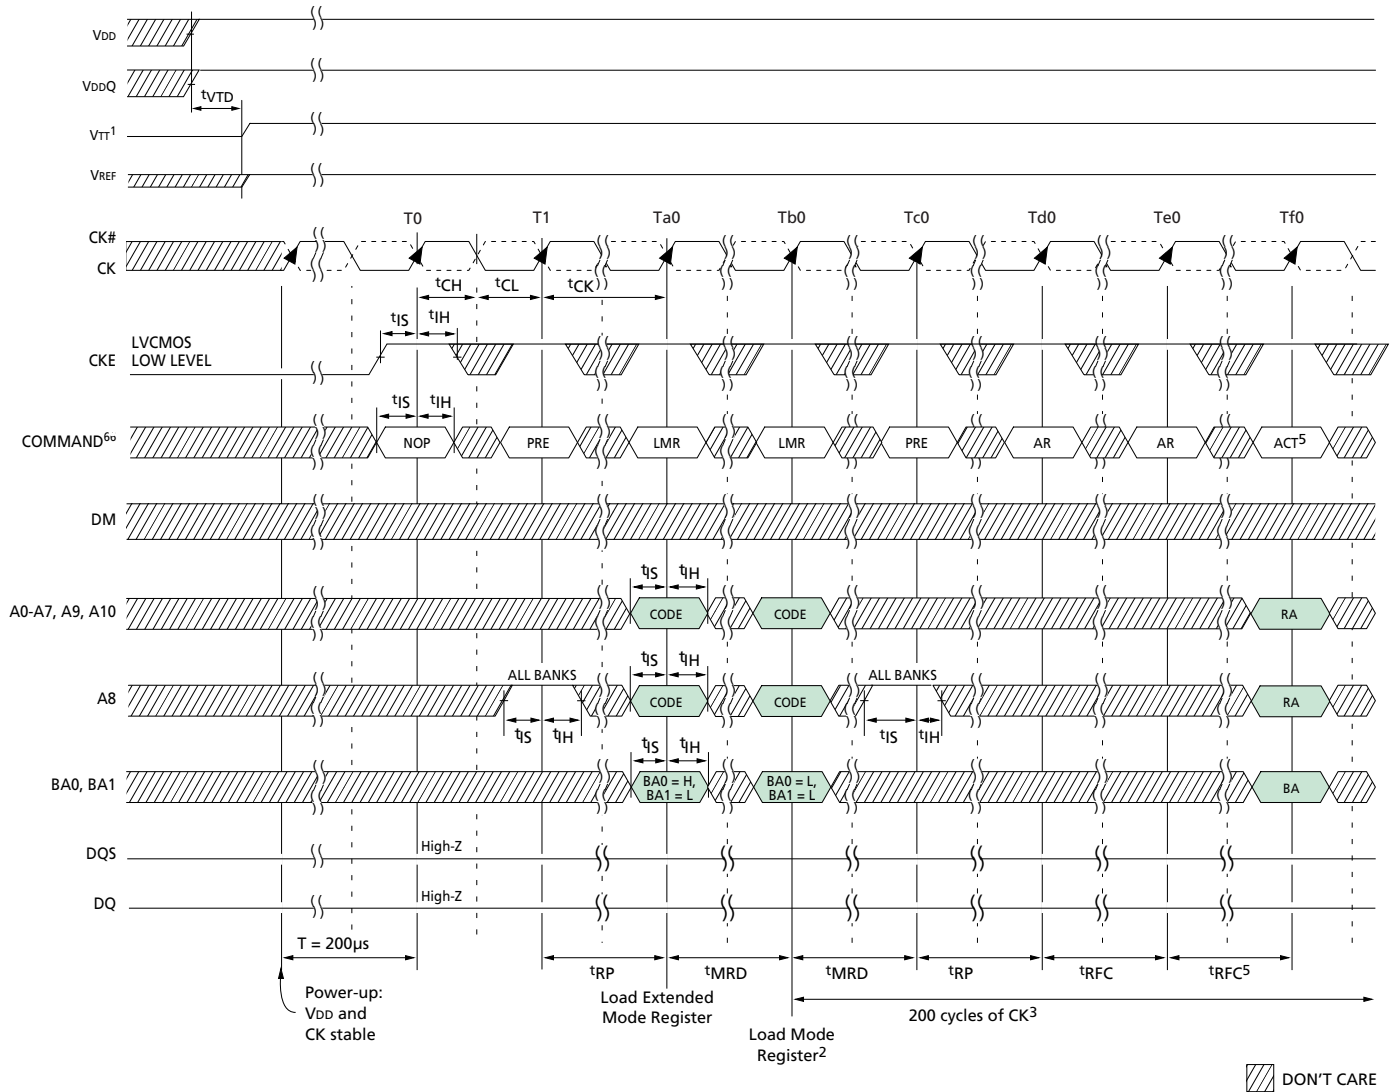 VDD
VDDQ
tVTD
VTT1
VREF
T0 T1 Ta0 Tb0 Tc0 Td0 Te0 Tf0
CK#
CK
tCH tCL tCK
tIS tIH
LVCMOS
LOW LEVEL
CKE
tIS tIH
COMMAND6
NOP PRE LMR LMR PRE AR AR ACT5
DM
tIS tIH
A0-A7, A9, A10
CODE CODE RA
tIS tIH
ALL BANKS ALL BANKS
A8
CODE CODE RA
tIS tIH tIS tIH
tIS tIH
BA0, BA1
BA0 = H,
BA1 = L
BA0 = L,
BA1 = L
BA
DQS
High-Z
DQ
High-Z
T = 200µs
tRP tMRD tMRD tRP tRFC tRFC5
Power-up:
VDD and
CK stable
Load Extended
Mode Register
200 cycles of CK3
Load Mode
Register2
DON'T CARE